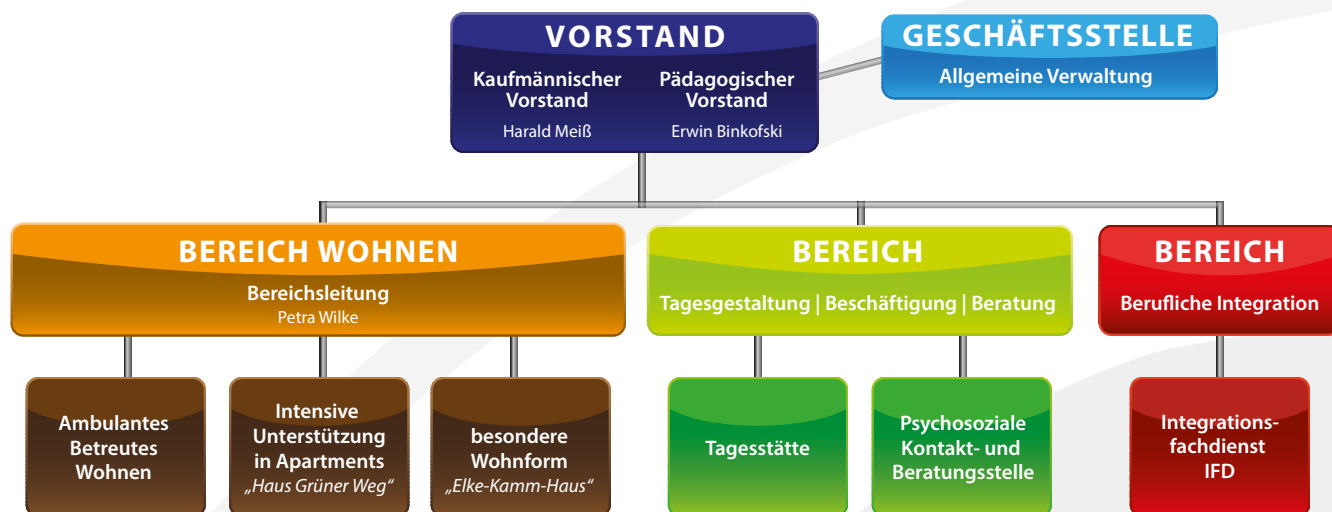 VORSTAND
Kaufmännischer
Vorstand
Harald Meiß
Pädagogischer
Vorstand
Erwin Binkofski
GESCHÄFTSSTELLE
Allgemeine Verwaltung
BEREICH WOHNEN
Bereichsleitung
Petra Wilke
BEREICH
Tagesgestaltung | Beschäftigung | Beratung
BEREICH
Berufliche Integration
Ambulantes
Betreutes
Wohnen
Intensive
Unterstützung
in Apartments
„Haus Grüner Weg“
besondere
Wohnform
„Elke-Kamm-Haus“
Tagesstätte
Psychosoziale
Kontakt- und
Beratungsstelle
Integrations-
fachdienst
IFD